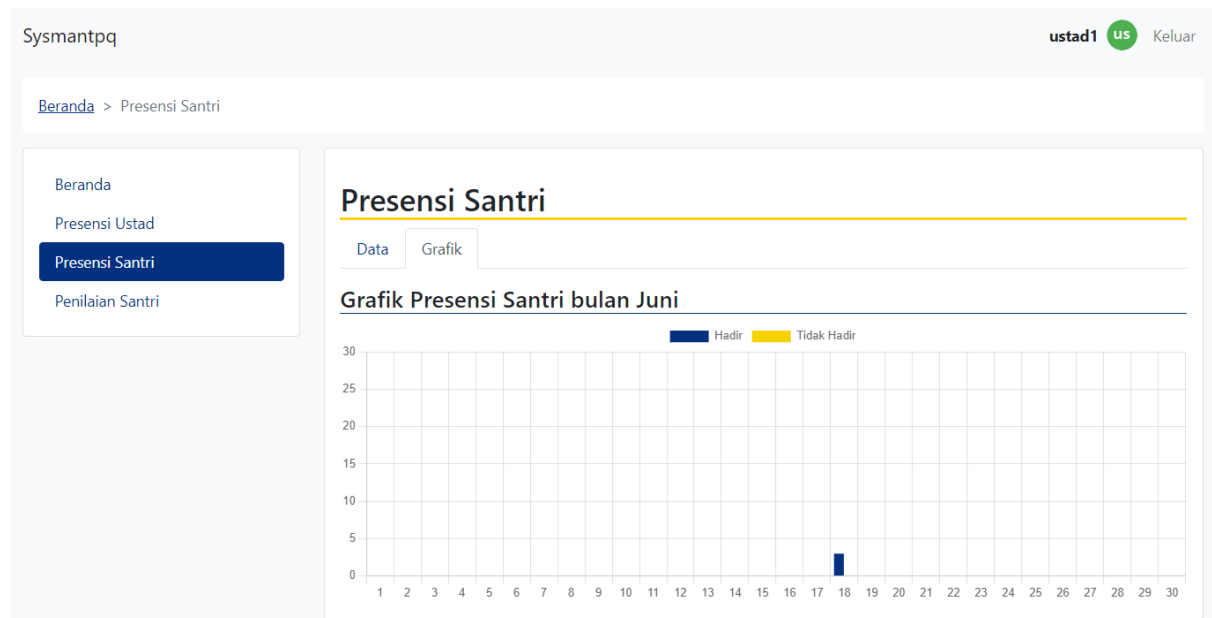 Sysmantpq
ustad1 us Keluar
Beranda > Presensi Santri
Beranda
Presensi Ustad
Presensi Santri
Penilaian Santri
Presensi Santri
Data Grafik
Grafik Presensi Santri bulan Juni
Hadir Tidak Hadir
30
25
20
15
10
5
0
1 2 3 4 5 6 7 8 9 10 11 12 13 14 15 16 17 18 19 20 21 22 23 24 25 26 27 28 29 30